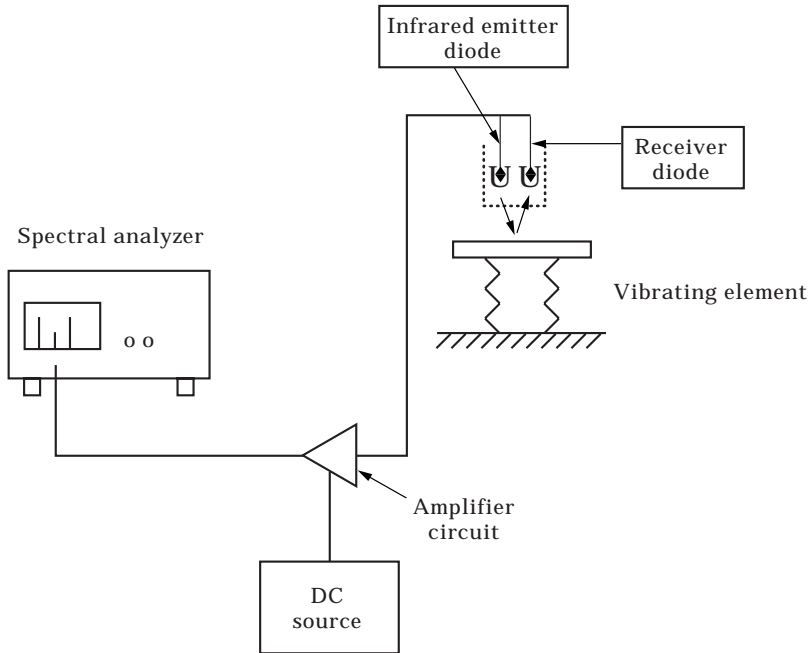 Infrared emitter
diode
Receiver
diode
Spectral analyzer
Vibrating element
o o
Amplifier
circuit
DC
source